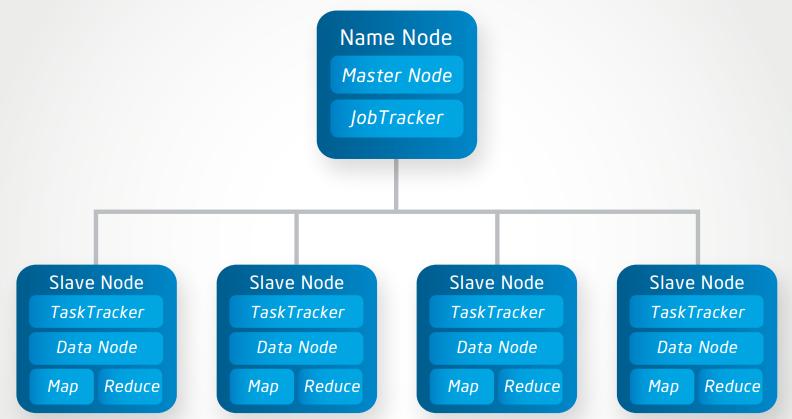 Name Node
Master Node
JobTracker
Slave Node
TaskTracker
Data Node
Map Reduce
Slave Node
TaskTracker
Data Node
Map Reduce
Slave Node
TaskTracker
Data Node
Map Reduce
Slave Node
TaskTracker
Data Node
Map Reduce